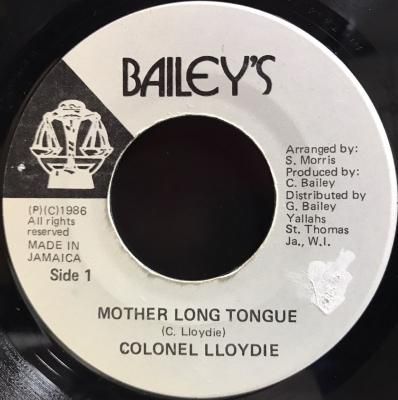 BAILEY'S
Arranged by:
S. Morris
Produced by:
C. Bailey
Distributed by
G. Bailey
Yallahs
St. Thomas
Ja., W.I.
(P)(C)1986
All rights
reserved
MADE IN
JAMAICA
Side 1
MOTHER LONG TONGUE
(C. Lloydie)
COLONEL LLOYDIE